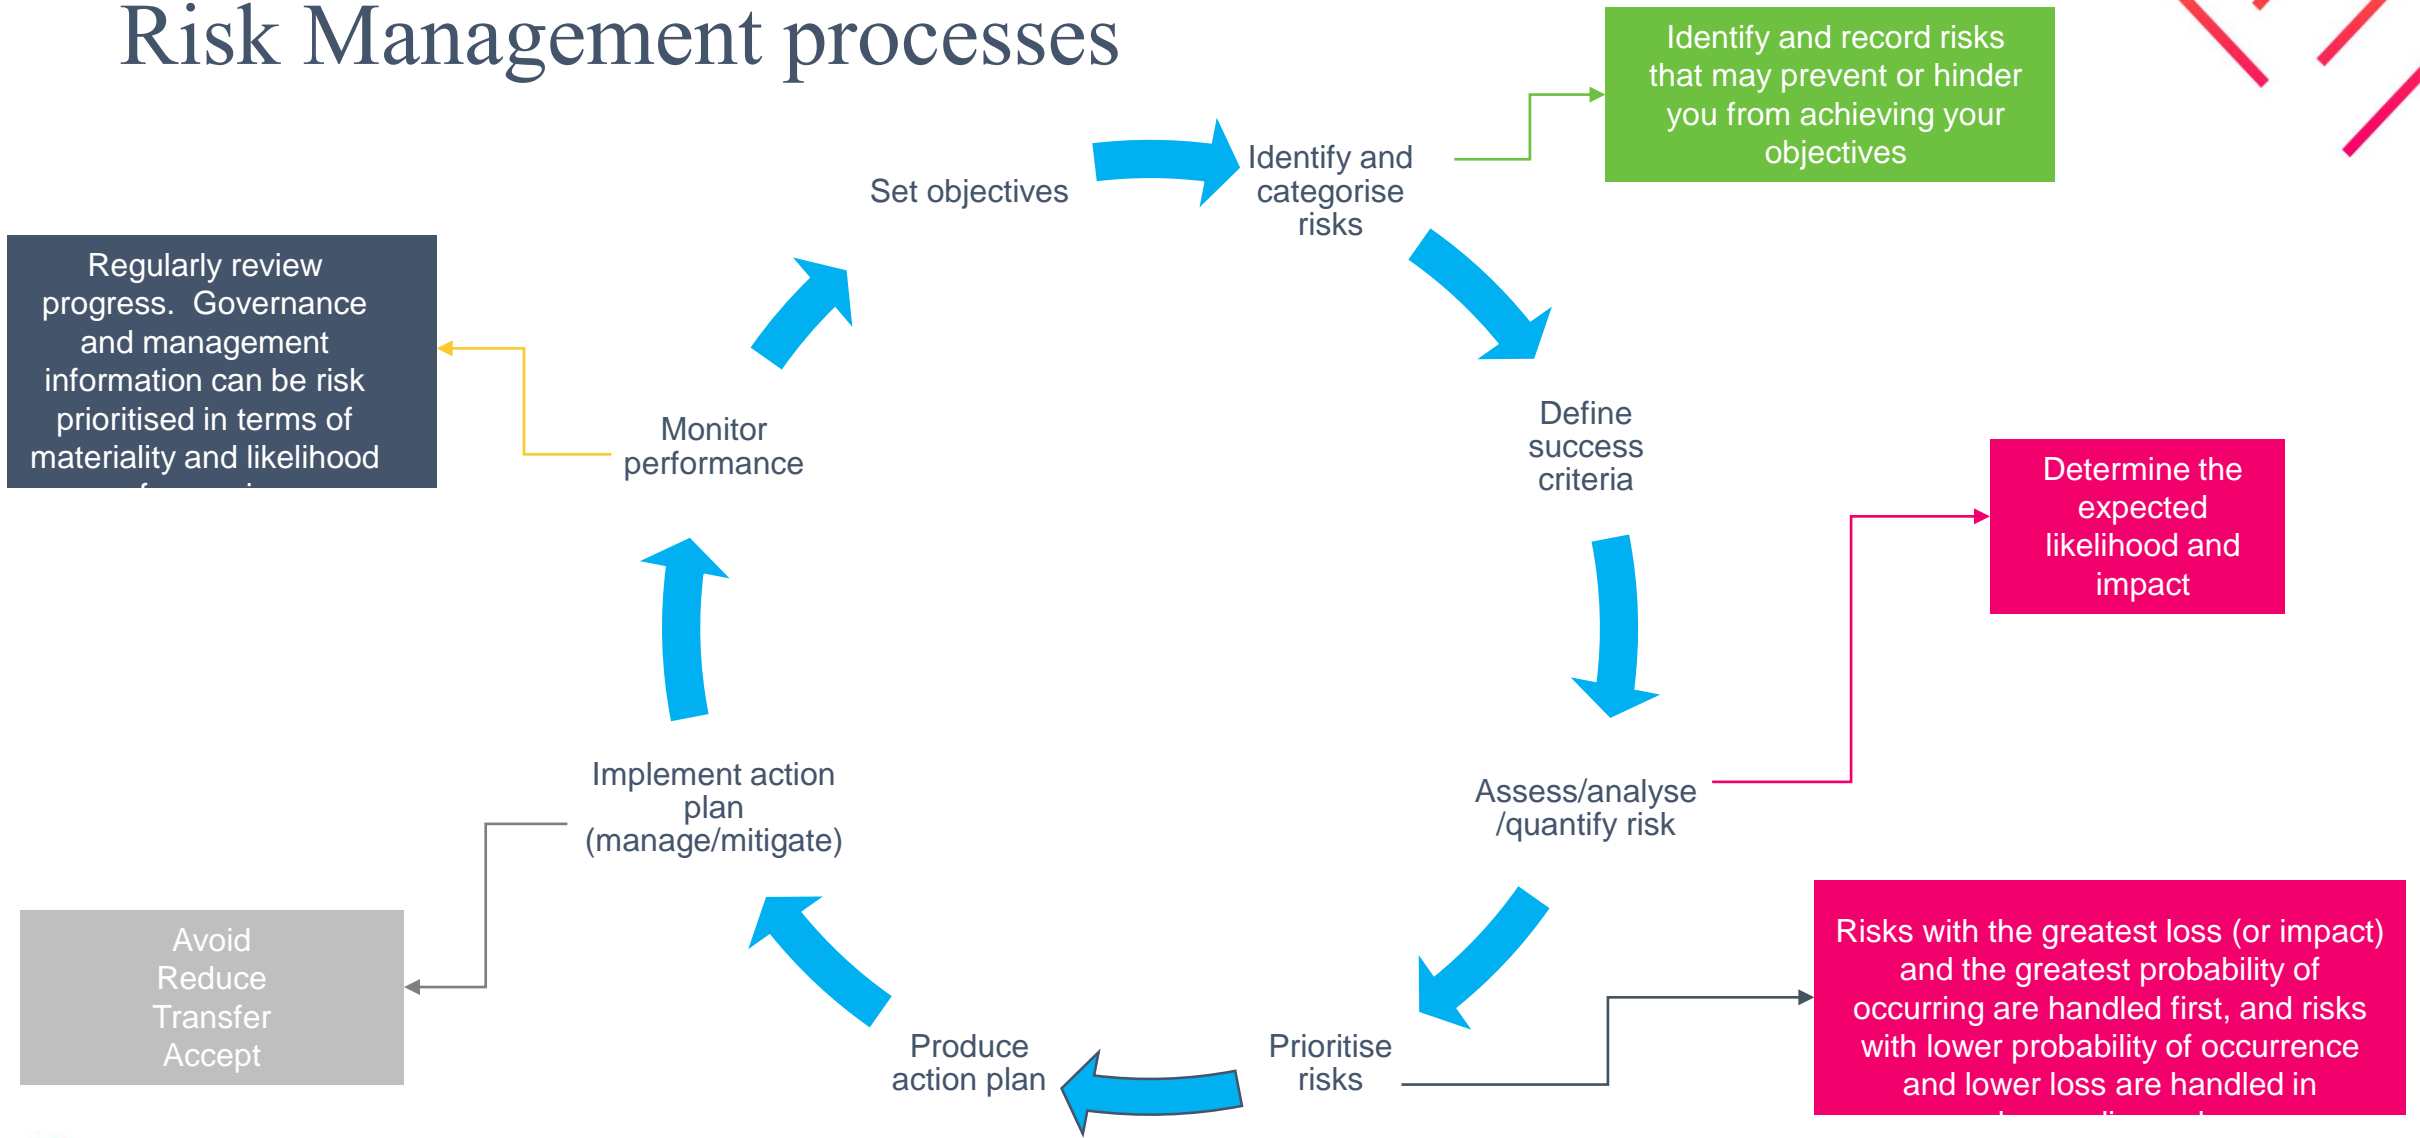 Risk Management processes
Identify and record risks
that may prevent or hinder
you from achieving your
objectives
Set objectives
Identify and
categorise
risks
Regularly review
progress.  Governance
and management
information can be risk
prioritised in terms of
materiality and likelihood
Monitor
performance
Define
success
criteria
Determine the
expected
likelihood and
impact
Implement action
plan
(manage/mitigate)
Assess/analyse
/quantify risk
Avoid
Reduce
Transfer
Accept
Produce
action plan
Prioritise
risks
Risks with the greatest loss (or impact)
and the greatest probability of
occurring are handled first, and risks
with lower probability of occurrence
and lower loss are handled in